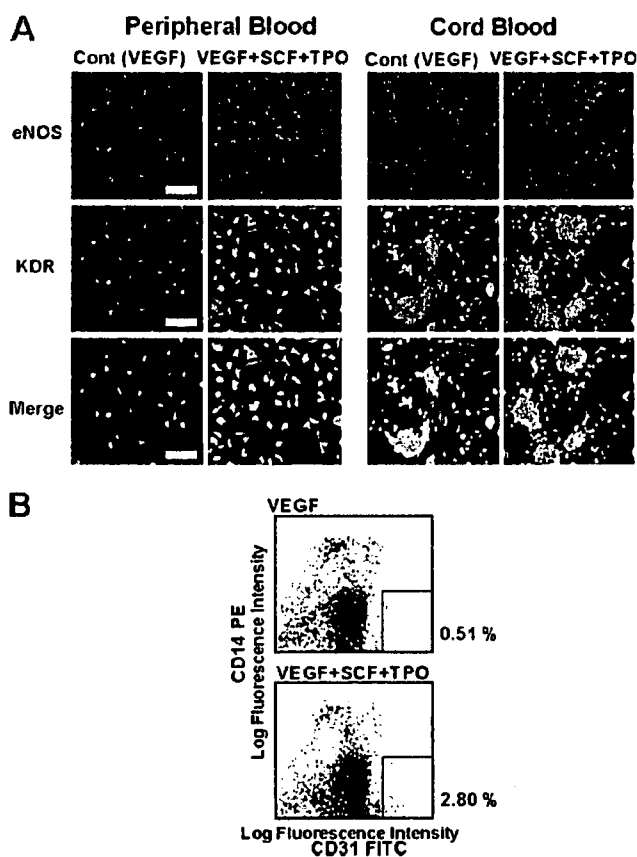 A
Peripheral Blood Cord Blood
Cont (VEGF) VEGF+SCF+TPO Cont (VEGF) VEGF+SCF+TPO
eNOS
KDR
Merge
B
VEGF
0.51 %
VEGF+SCF+TPO
2.80 %
CD14 PE
Log Fluorescence Intensity
Log Fluorescence Intensity
CD31 FITC